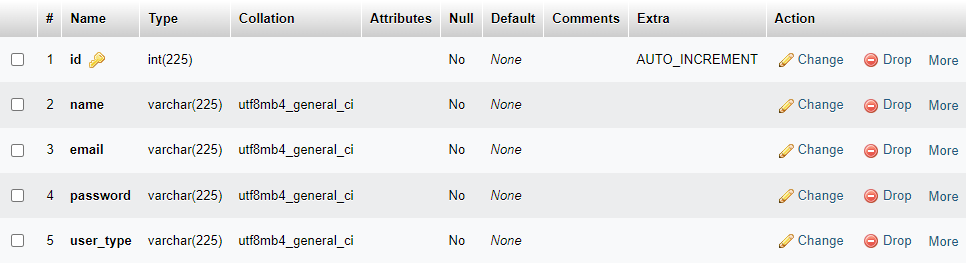 # Name Type Collation Attributes Null Default Comments Extra Action
1 id int(225) No None AUTO_INCREMENT Change Drop More
2 name varchar(225) utf8mb4_general_ci No None Change Drop More
3 email varchar(225) utf8mb4_general_ci No None Change Drop More
4 password varchar(225) utf8mb4_general_ci No None Change Drop More
5 user_type varchar(225) utf8mb4_general_ci No None Change Drop More